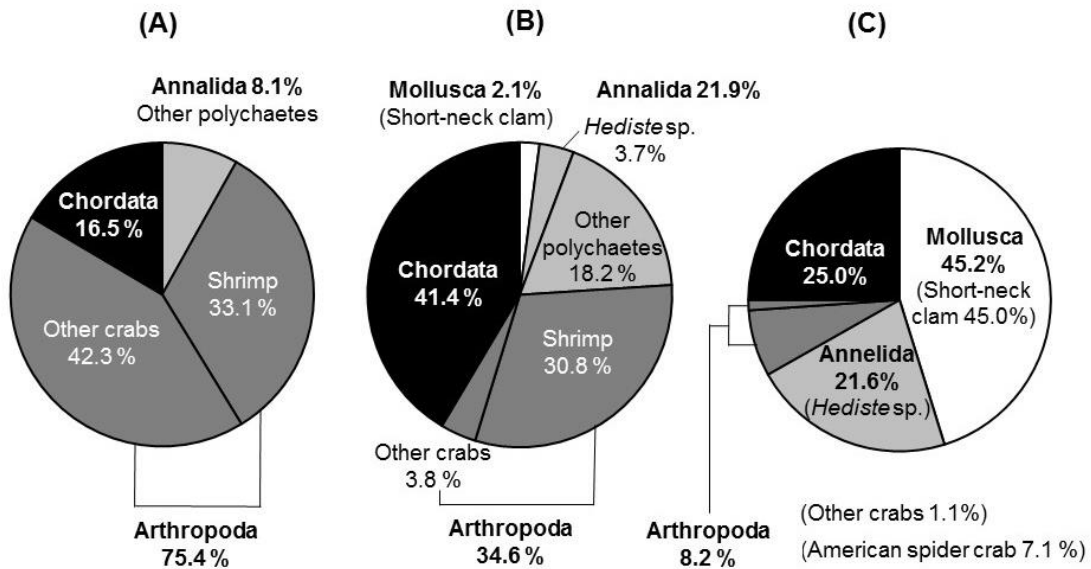 (A)
Annalida 8.1%
Other polychaetes
Chordata
16.5 %
Shrimp
33.1 %
Other crabs
42.3 %
Arthropoda
75.4 %
(B)
Mollusca 2.1%
(Short-neck clam)
Annalida 21.9%
Hediste sp.
3.7%
Other
polychaetes
18.2 %
Chordata
41.4 %
Shrimp
30.8 %
Other crabs
3.8 %
Arthropoda
34.6 %
(C)
Chordata
25.0%
Mollusca
45.2%
(Short-neck
clam 45.0%)
Annelida
21.6%
(Hediste sp.)
Arthropoda
8.2 %
(Other crabs 1.1%)
(American spider crab 7.1 %)